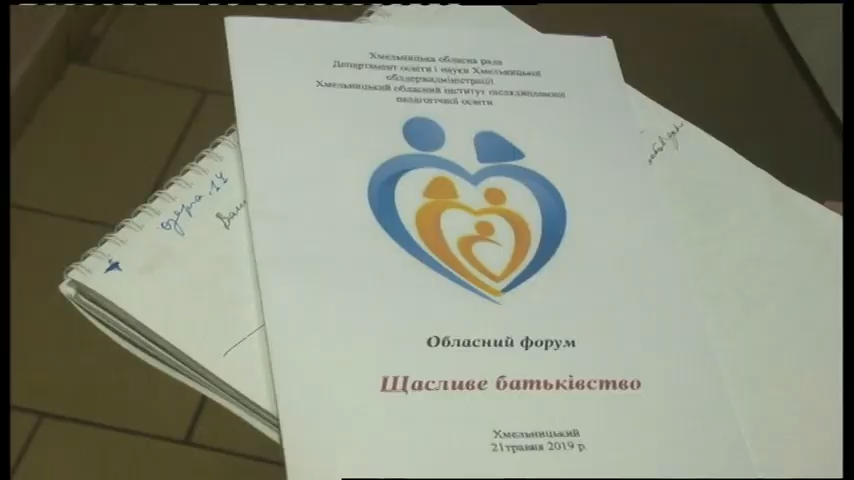 Хмельницька обласна рада
Департамент освіти і науки Хмельницької
облдержадміністрації
Хмельницький обласний інститут післядипломної
педагогічної освіти
Обласний форум
Щасливе батьківство
Хмельницький
21травня 2019 р.